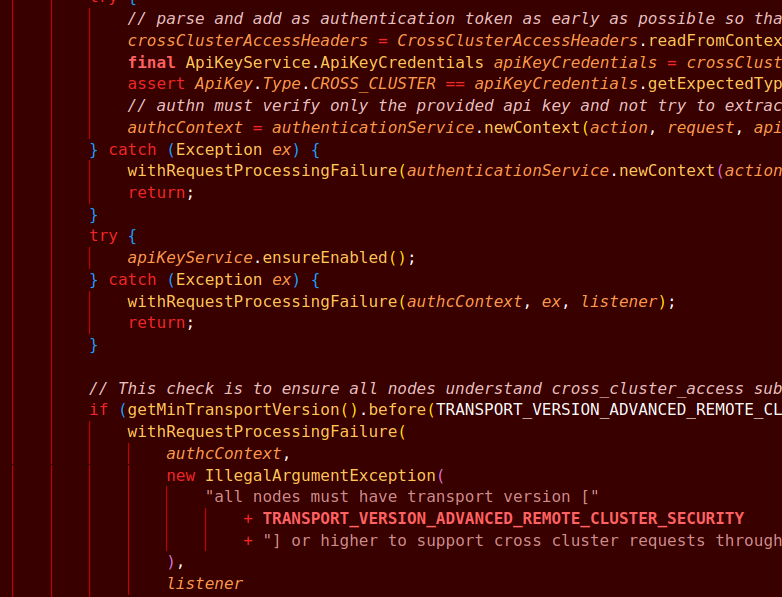 try {
// parse and add as authentication token as early as possible so tha
crossClusterAccessHeaders = CrossClusterAccessHeaders.readFromContex
final ApiKeyService.ApiKeyCredentials apiKeyCredentials = crossClust
assert ApiKey.Type.CROSS_CLUSTER == apiKeyCredentials.getExpectedTyp
// authn must verify only the provided api key and not try to extrac
authcContext = authenticationService.newContext(action, request, api
} catch (Exception ex) {
withRequestProcessingFailure(authenticationService.newContext(action
return;
}
try {
apiKeyService.ensureEnabled();
} catch (Exception ex) {
withRequestProcessingFailure(authcContext, ex, listener);
return;
}
// This check is to ensure all nodes understand cross_cluster_access sub
if (getMinTransportVersion().before(TRANSPORT_VERSION_ADVANCED_REMOTE_CL
withRequestProcessingFailure(
authcContext,
new IllegalArgumentException(
"all nodes must have transport version ["
+ TRANSPORT_VERSION_ADVANCED_REMOTE_CLUSTER_SECURITY
+ "] or higher to support cross cluster requests through
),
listener